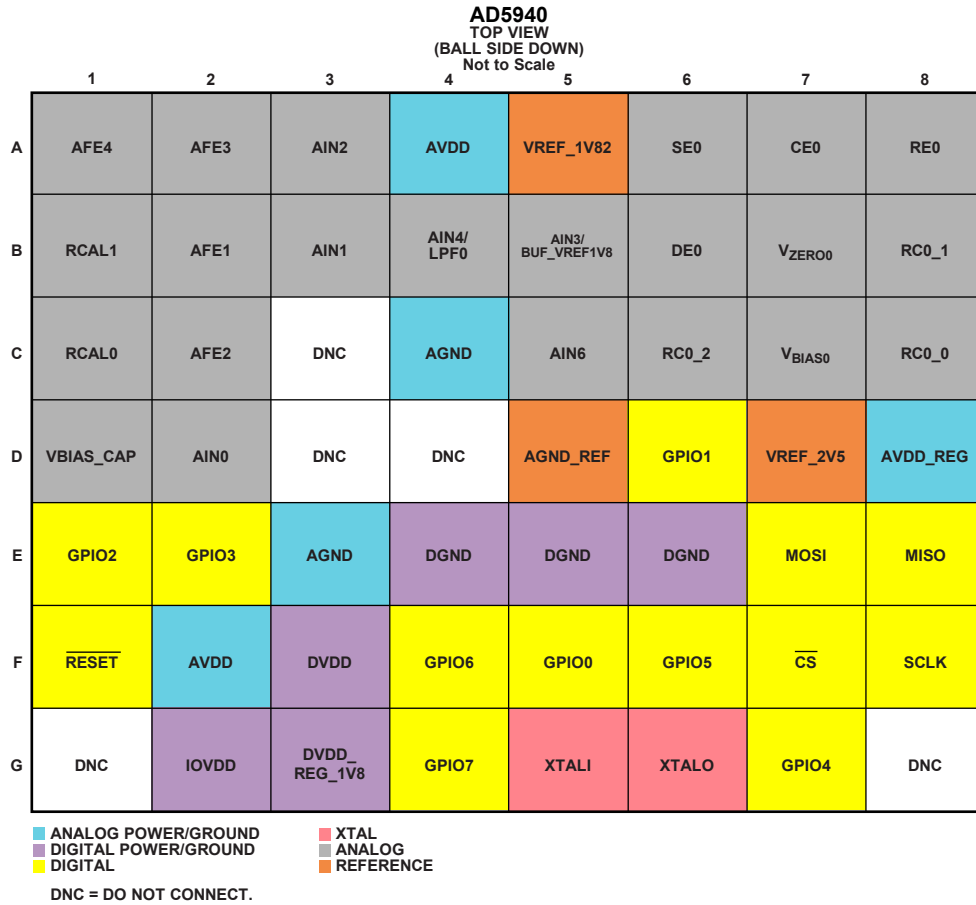 AD5940
TOP VIEW
(BALL SIDE DOWN)
Not to Scale
1 2 3 4 5 6 7 8
A AFE4 AFE3 AIN2 AVDD VREF_1V82 SE0 CE0 RE0
B RCAL1 AFE1 AIN1 AIN4/ LPF0 AIN3/ BUF_VREF1V8 DE0 VZERO0 RC0_1
C RCAL0 AFE2 DNC AGND AIN6 RC0_2 VBIAS0 RC0_0
D VBIAS_CAP AIN0 DNC DNC AGND_REF GPIO1 VREF_2V5 AVDD_REG
E GPIO2 GPIO3 AGND DGND DGND DGND MOSI MISO
F RESET AVDD DVDD GPIO6 GPIO0 GPIO5 CS SCLK
G DNC IOVDD DVDD_ REG_1V8 GPIO7 XTALI XTALO GPIO4 DNC
ANALOG POWER/GROUND
DIGITAL POWER/GROUND
DIGITAL
XTAL
ANALOG
REFERENCE
DNC = DO NOT CONNECT.